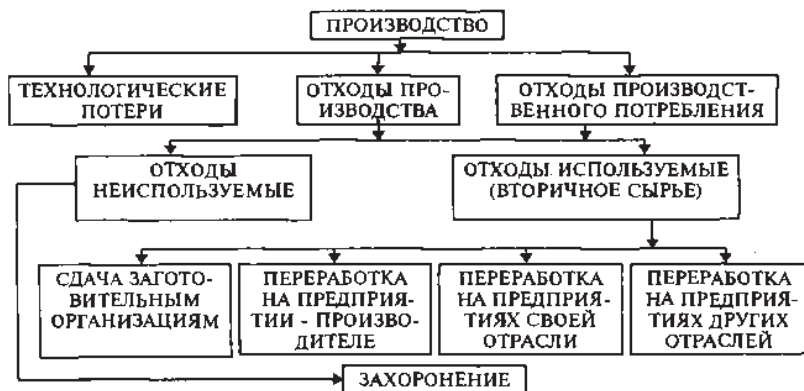 ПРОИЗВОДСТВО
ТЕХНОЛОГИЧЕСКИЕ
ПОТЕРИ
ОТХОДЫ ПРО-
ИЗВОДСТВА
ОТХОДЫ ПРОИЗВОДСТ-
ВЕННОГО ПОТРЕБЛЕНИЯ
ОТХОДЫ
НЕИСПОЛЬЗУЕМЫЕ
ОТХОДЫ ИСПОЛЬЗУЕМЫЕ
(ВТОРИЧНОЕ СЫРЬЕ)
СДАЧА ЗАГОТО-
ВИТЕЛЬНЫМ
ОРГАНИЗАЦИЯМ
ПЕРЕРАБОТКА
НА ПРЕДПРИЯ-
ТИИ - ПРОИЗВО-
ДИТЕЛЕ
ПЕРЕРАБОТКА
НА ПРЕДПРИЯ-
ТИЯХ СВОЕЙ
ОТРАСЛИ
ПЕРЕРАБОТКА
НА ПРЕДПРИЯ-
ТИЯХ ДРУГИХ
ОТРАСЛЕЙ
ЗАХОРОНЕНИЕ